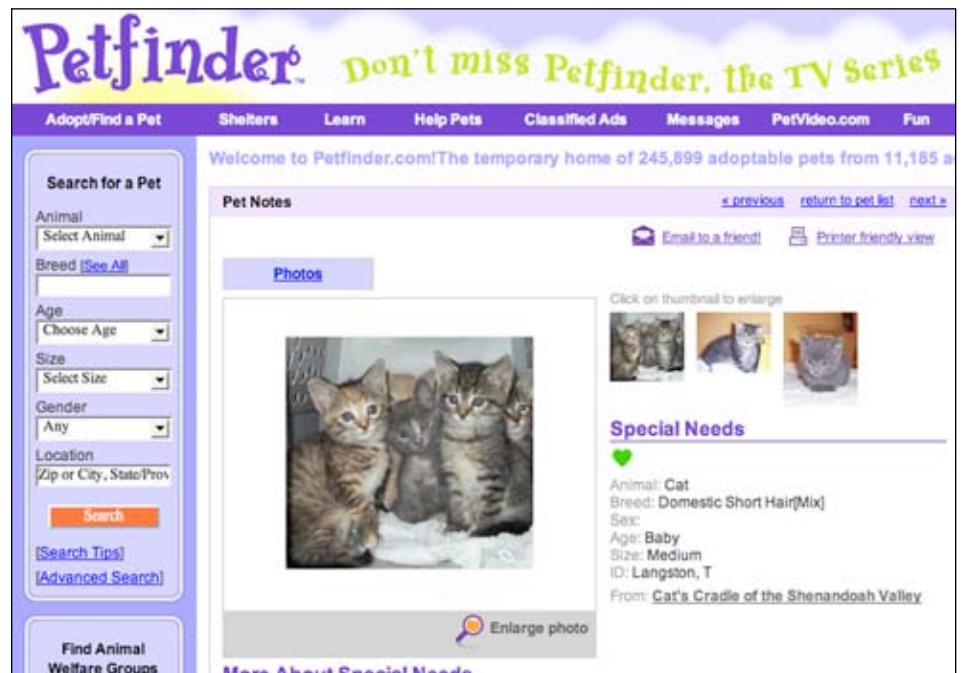 Petfinder™
Don't miss Petfinder, the TV Series
Adopt/Find a Pet Shelters Learn Help Pets Classified Ads Messages PetVideo.com Fun
Welcome to Petfinder.com!The temporary home of 245,899 adoptable pets from 11,185 a
Search for a Pet
Animal
Select Animal
Breed [See All]
Age
Choose Age
Size
Select Size
Gender
Any
Location
Zip or City, State/Prov
Search
[Search Tips]
[Advanced Search]
Find Animal
Welfare Groups
Pet Notes
« previous return to pet list next »
Email to a friend! Printer friendly view
Photos
Click on thumbnail to enlarge
Enlarge photo
Special Needs
Animal: Cat
Breed: Domestic Short Hair[Mix]
Sex:
Age: Baby
Size: Medium
ID: Langston, T
From: Cat's Cradle of the Shenandoah Valley
More About Special Needs